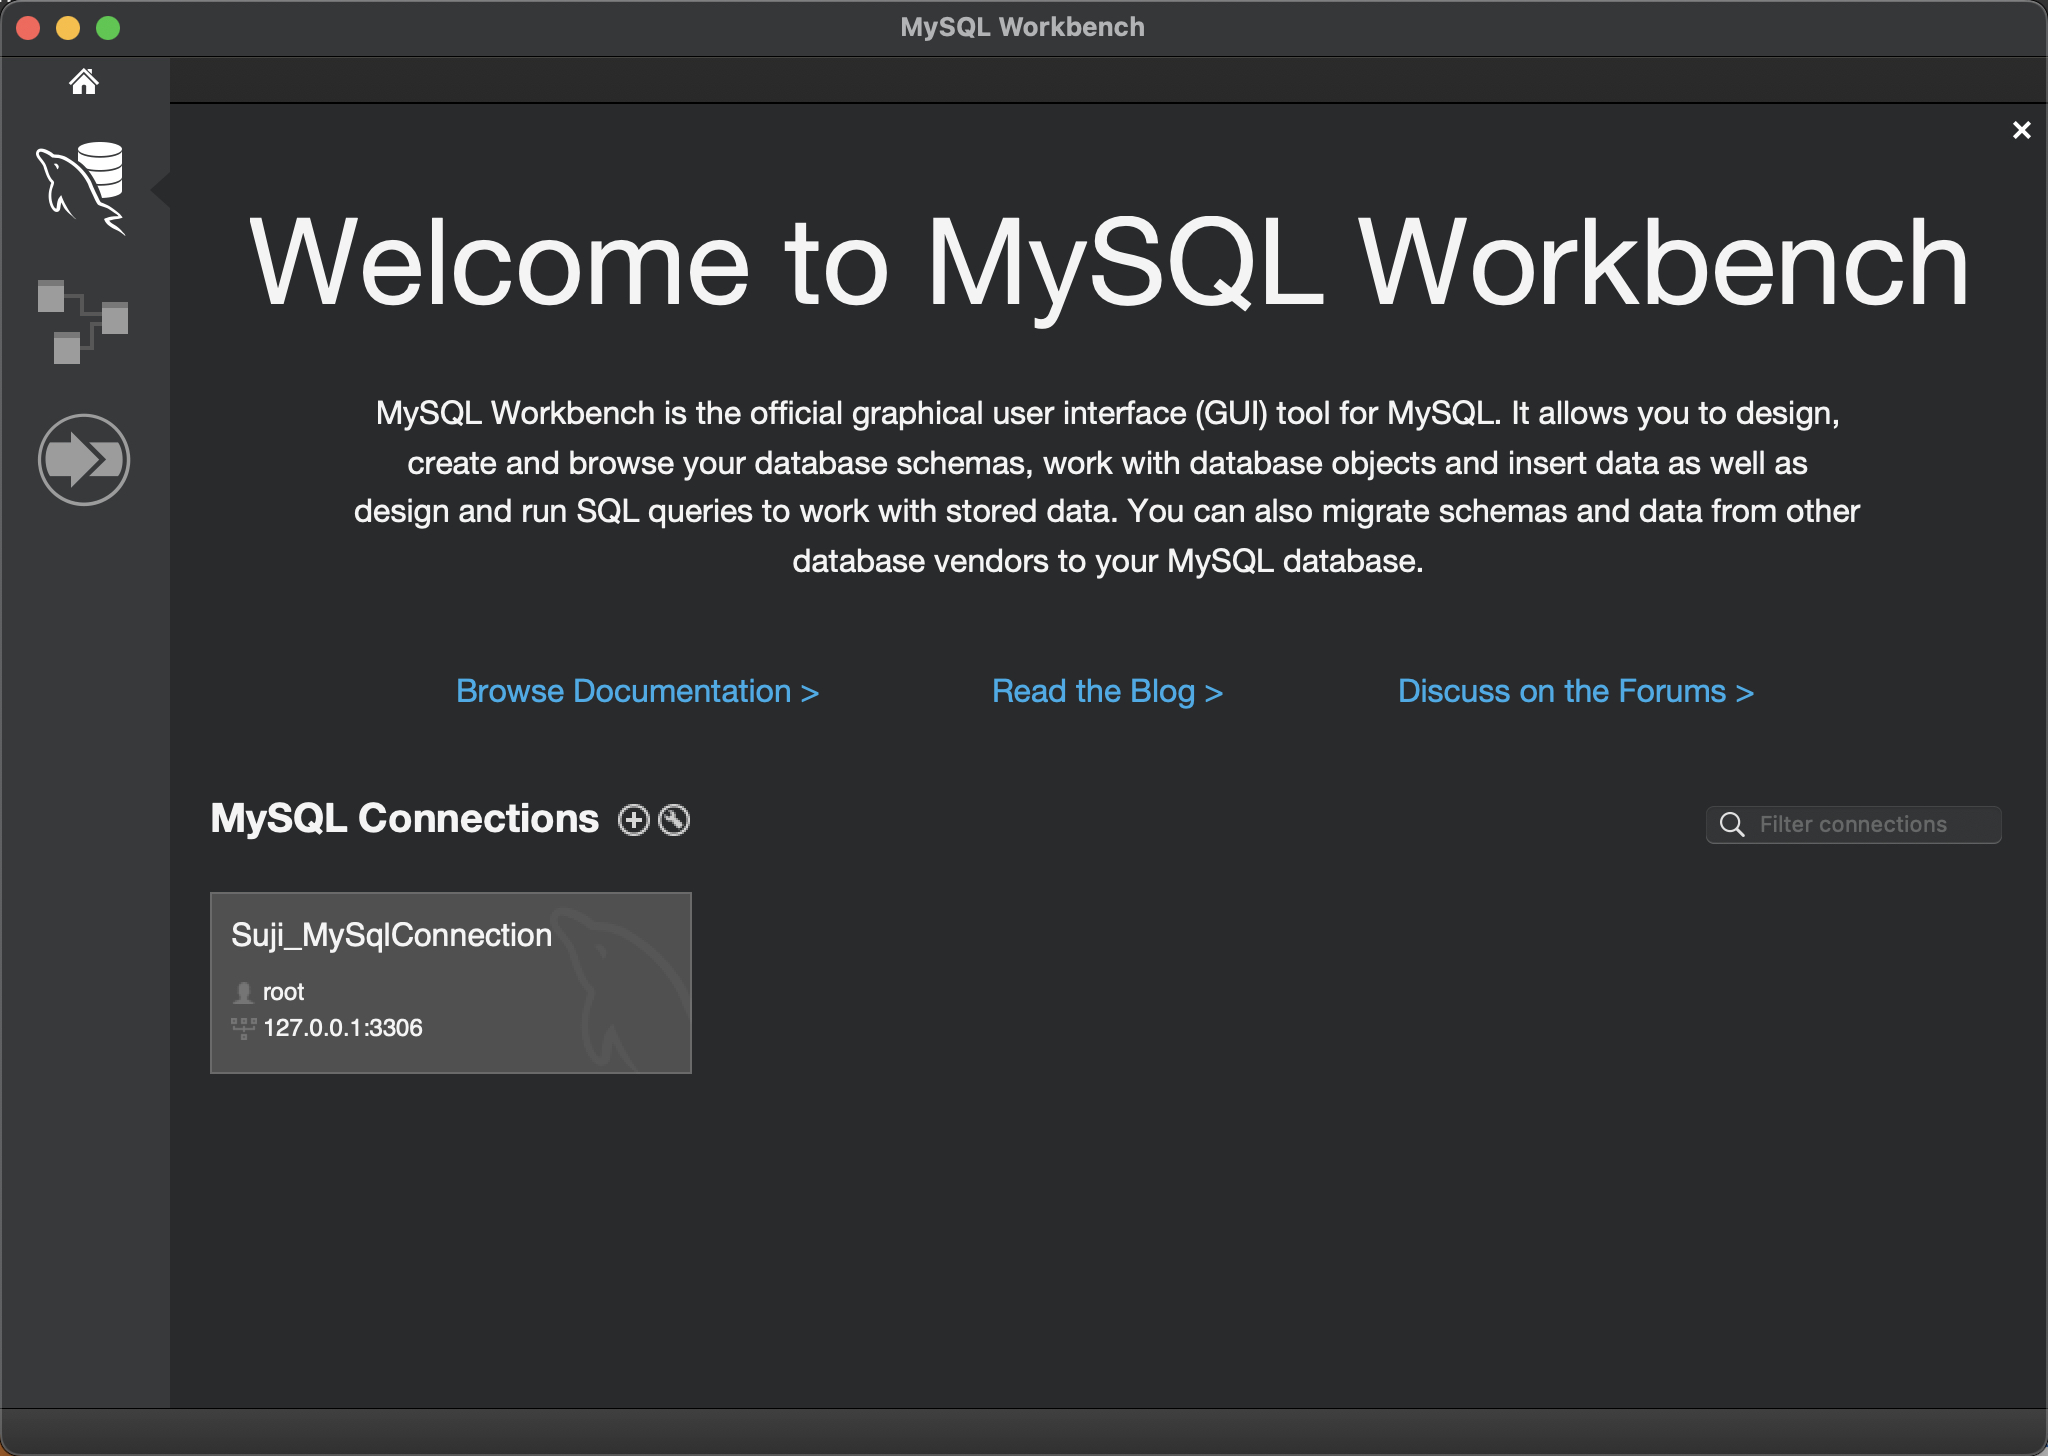 MySQL Workbench
Welcome to MySQL Workbench
MySQL Workbench is the official graphical user interface (GUI) tool for MySQL. It allows you to design,
create and browse your database schemas, work with database objects and insert data as well as
design and run SQL queries to work with stored data. You can also migrate schemas and data from other
database vendors to your MySQL database.
Browse Documentation > Read the Blog > Discuss on the Forums >
MySQL Connections
Filter connections
Suji_MySqlConnection
root
127.0.0.1:3306